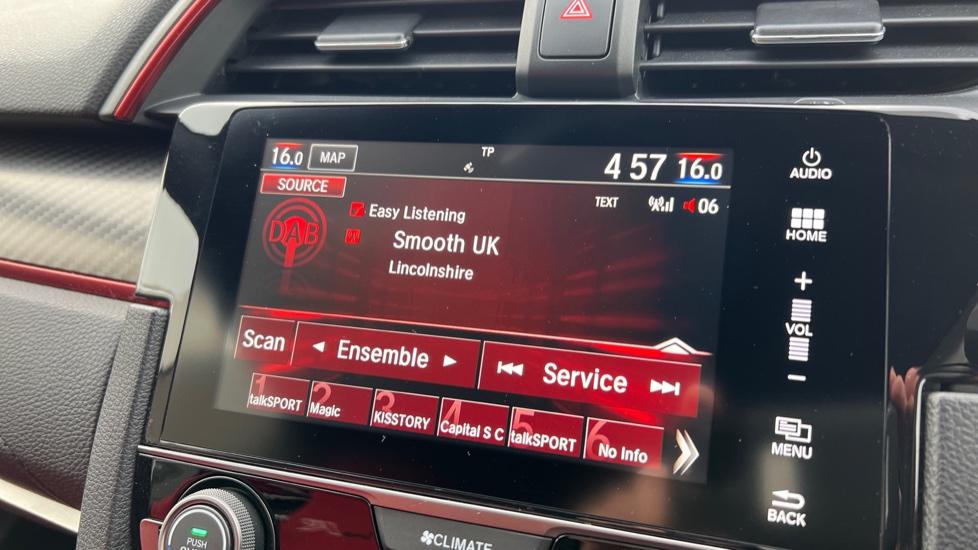 16.0 MAP TP 4 57 16.0
SOURCE TEXT 06
DAB Easy Listening
Smooth UK
Lincolnshire
Scan Ensemble Service
1 talkSPORT 2 Magic 3 KISSTORY 4 Capital S C 5 talkSPORT 6 No Info
AUDIO
HOME
+
VOL
-
MENU
BACK
PUSH
CLIMATE